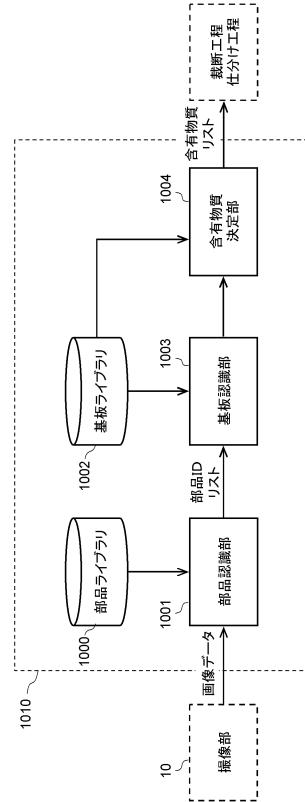 1010
1000
部品ライブラリ
1002
基板ライブラリ
10
撮像部
画像データ
1001
部品認識部
部品ID
リスト
1003
基板認識部
1004
含有物質
決定部
含有物質
リスト
裁断工程
仕分け工程